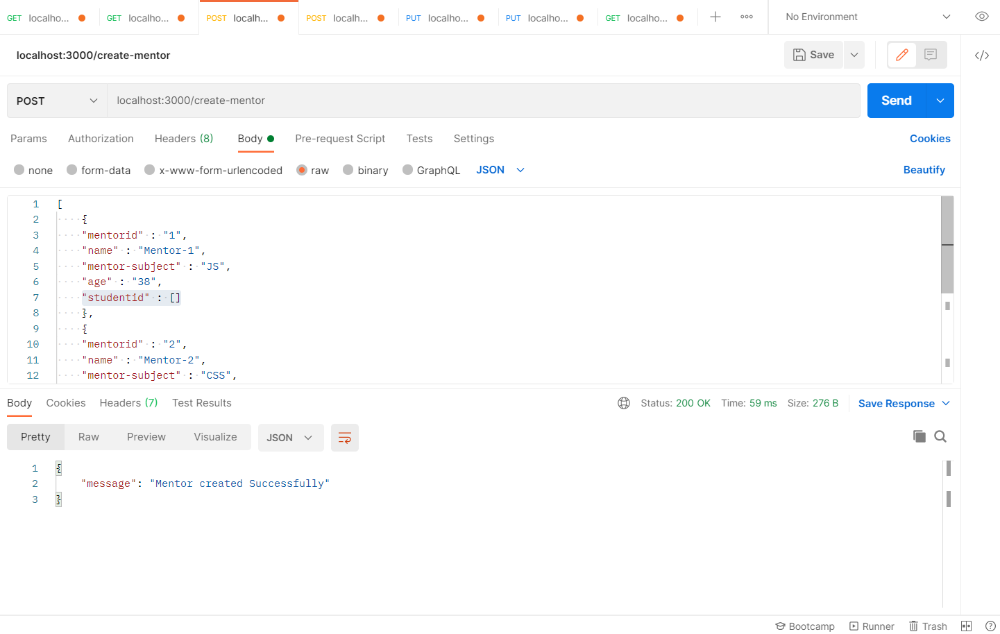 GET localho... GET localho... POST localh... POST localh... PUT localho... PUT localho... GET localho... No Environment
localhost:3000/create-mentor Save
POST localhost:3000/create-mentor Send
Params Authorization Headers (8) Body Pre-request Script Tests Settings Cookies
none form-data x-www-form-urlencoded raw binary GraphQL JSON Beautify
1 [
2 {
3 "mentorid" : "1",
4 "name" : "Mentor-1",
5 "mentor-subject" : "JS",
6 "age" : "38",
7 "studentid" : []
8 },
9 {
10 "mentorid" : "2",
11 "name" : "Mentor-2",
12 "mentor-subject" : "CSS",
Body Cookies Headers (7) Test Results Status: 200 OK Time: 59 ms Size: 276 B Save Response
Pretty Raw Preview Visualize JSON
1 {
2 "message": "Mentor created Successfully"
3 }
Bootcamp Runner Trash